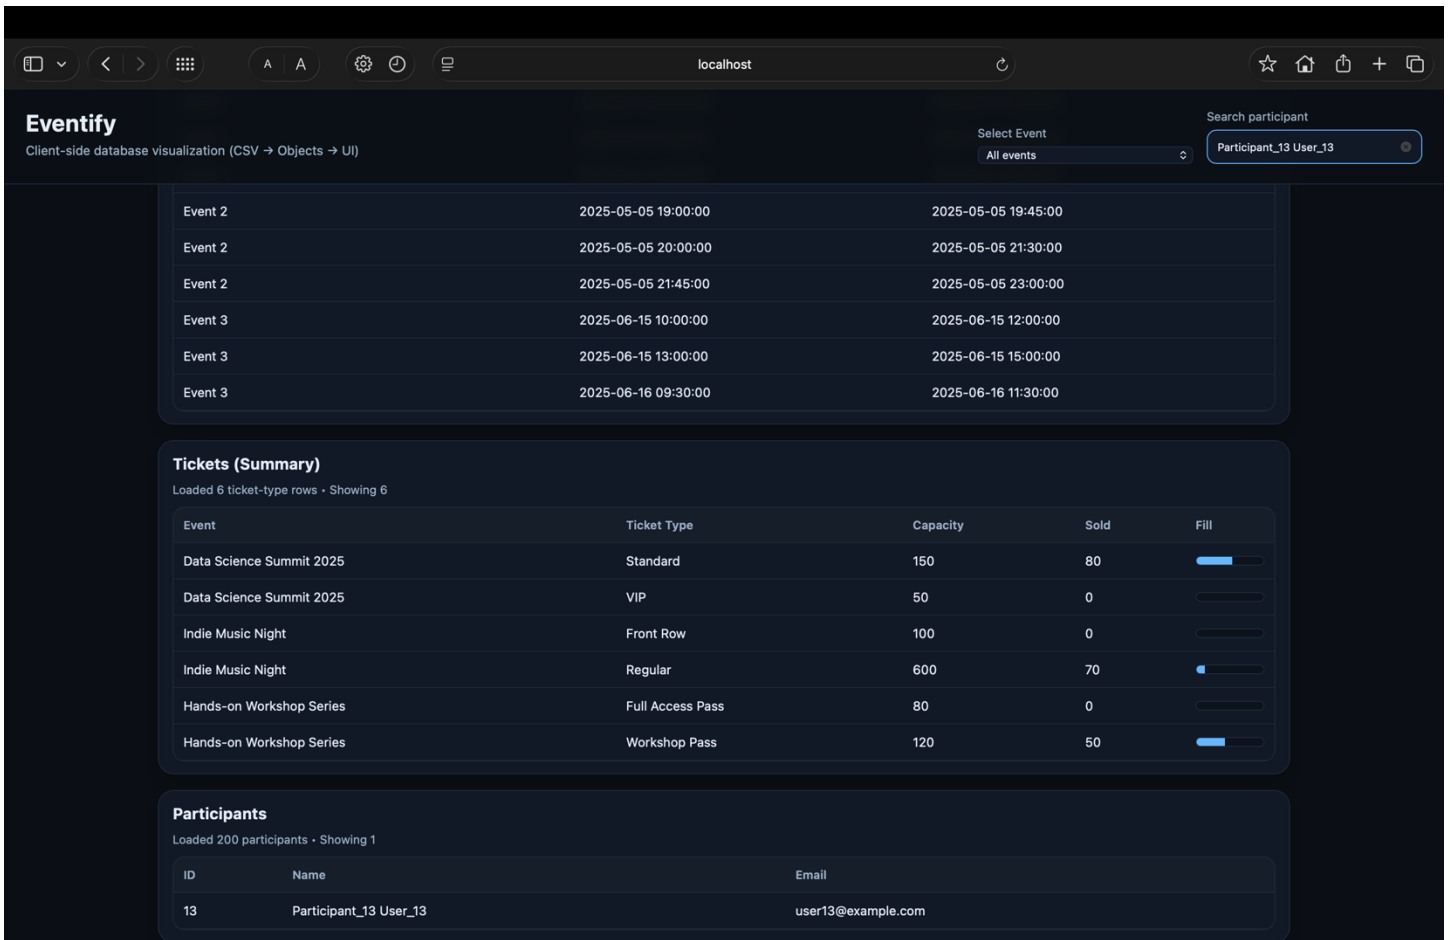 A A
localhost
Eventify
Client-side database visualization (CSV → Objects → UI)
Select Event
All events
Search participant
Participant_13 User_13
Event 2 2025-05-05 19:00:00 2025-05-05 19:45:00
Event 2 2025-05-05 20:00:00 2025-05-05 21:30:00
Event 2 2025-05-05 21:45:00 2025-05-05 23:00:00
Event 3 2025-06-15 10:00:00 2025-06-15 12:00:00
Event 3 2025-06-15 13:00:00 2025-06-15 15:00:00
Event 3 2025-06-16 09:30:00 2025-06-16 11:30:00
Tickets (Summary)
Loaded 6 ticket-type rows • Showing 6
Event Ticket Type Capacity Sold Fill
Data Science Summit 2025 Standard 150 80
Data Science Summit 2025 VIP 50 0
Indie Music Night Front Row 100 0
Indie Music Night Regular 600 70
Hands-on Workshop Series Full Access Pass 80 0
Hands-on Workshop Series Workshop Pass 120 50
Participants
Loaded 200 participants • Showing 1
ID Name Email
13 Participant_13 User_13 user13@example.com